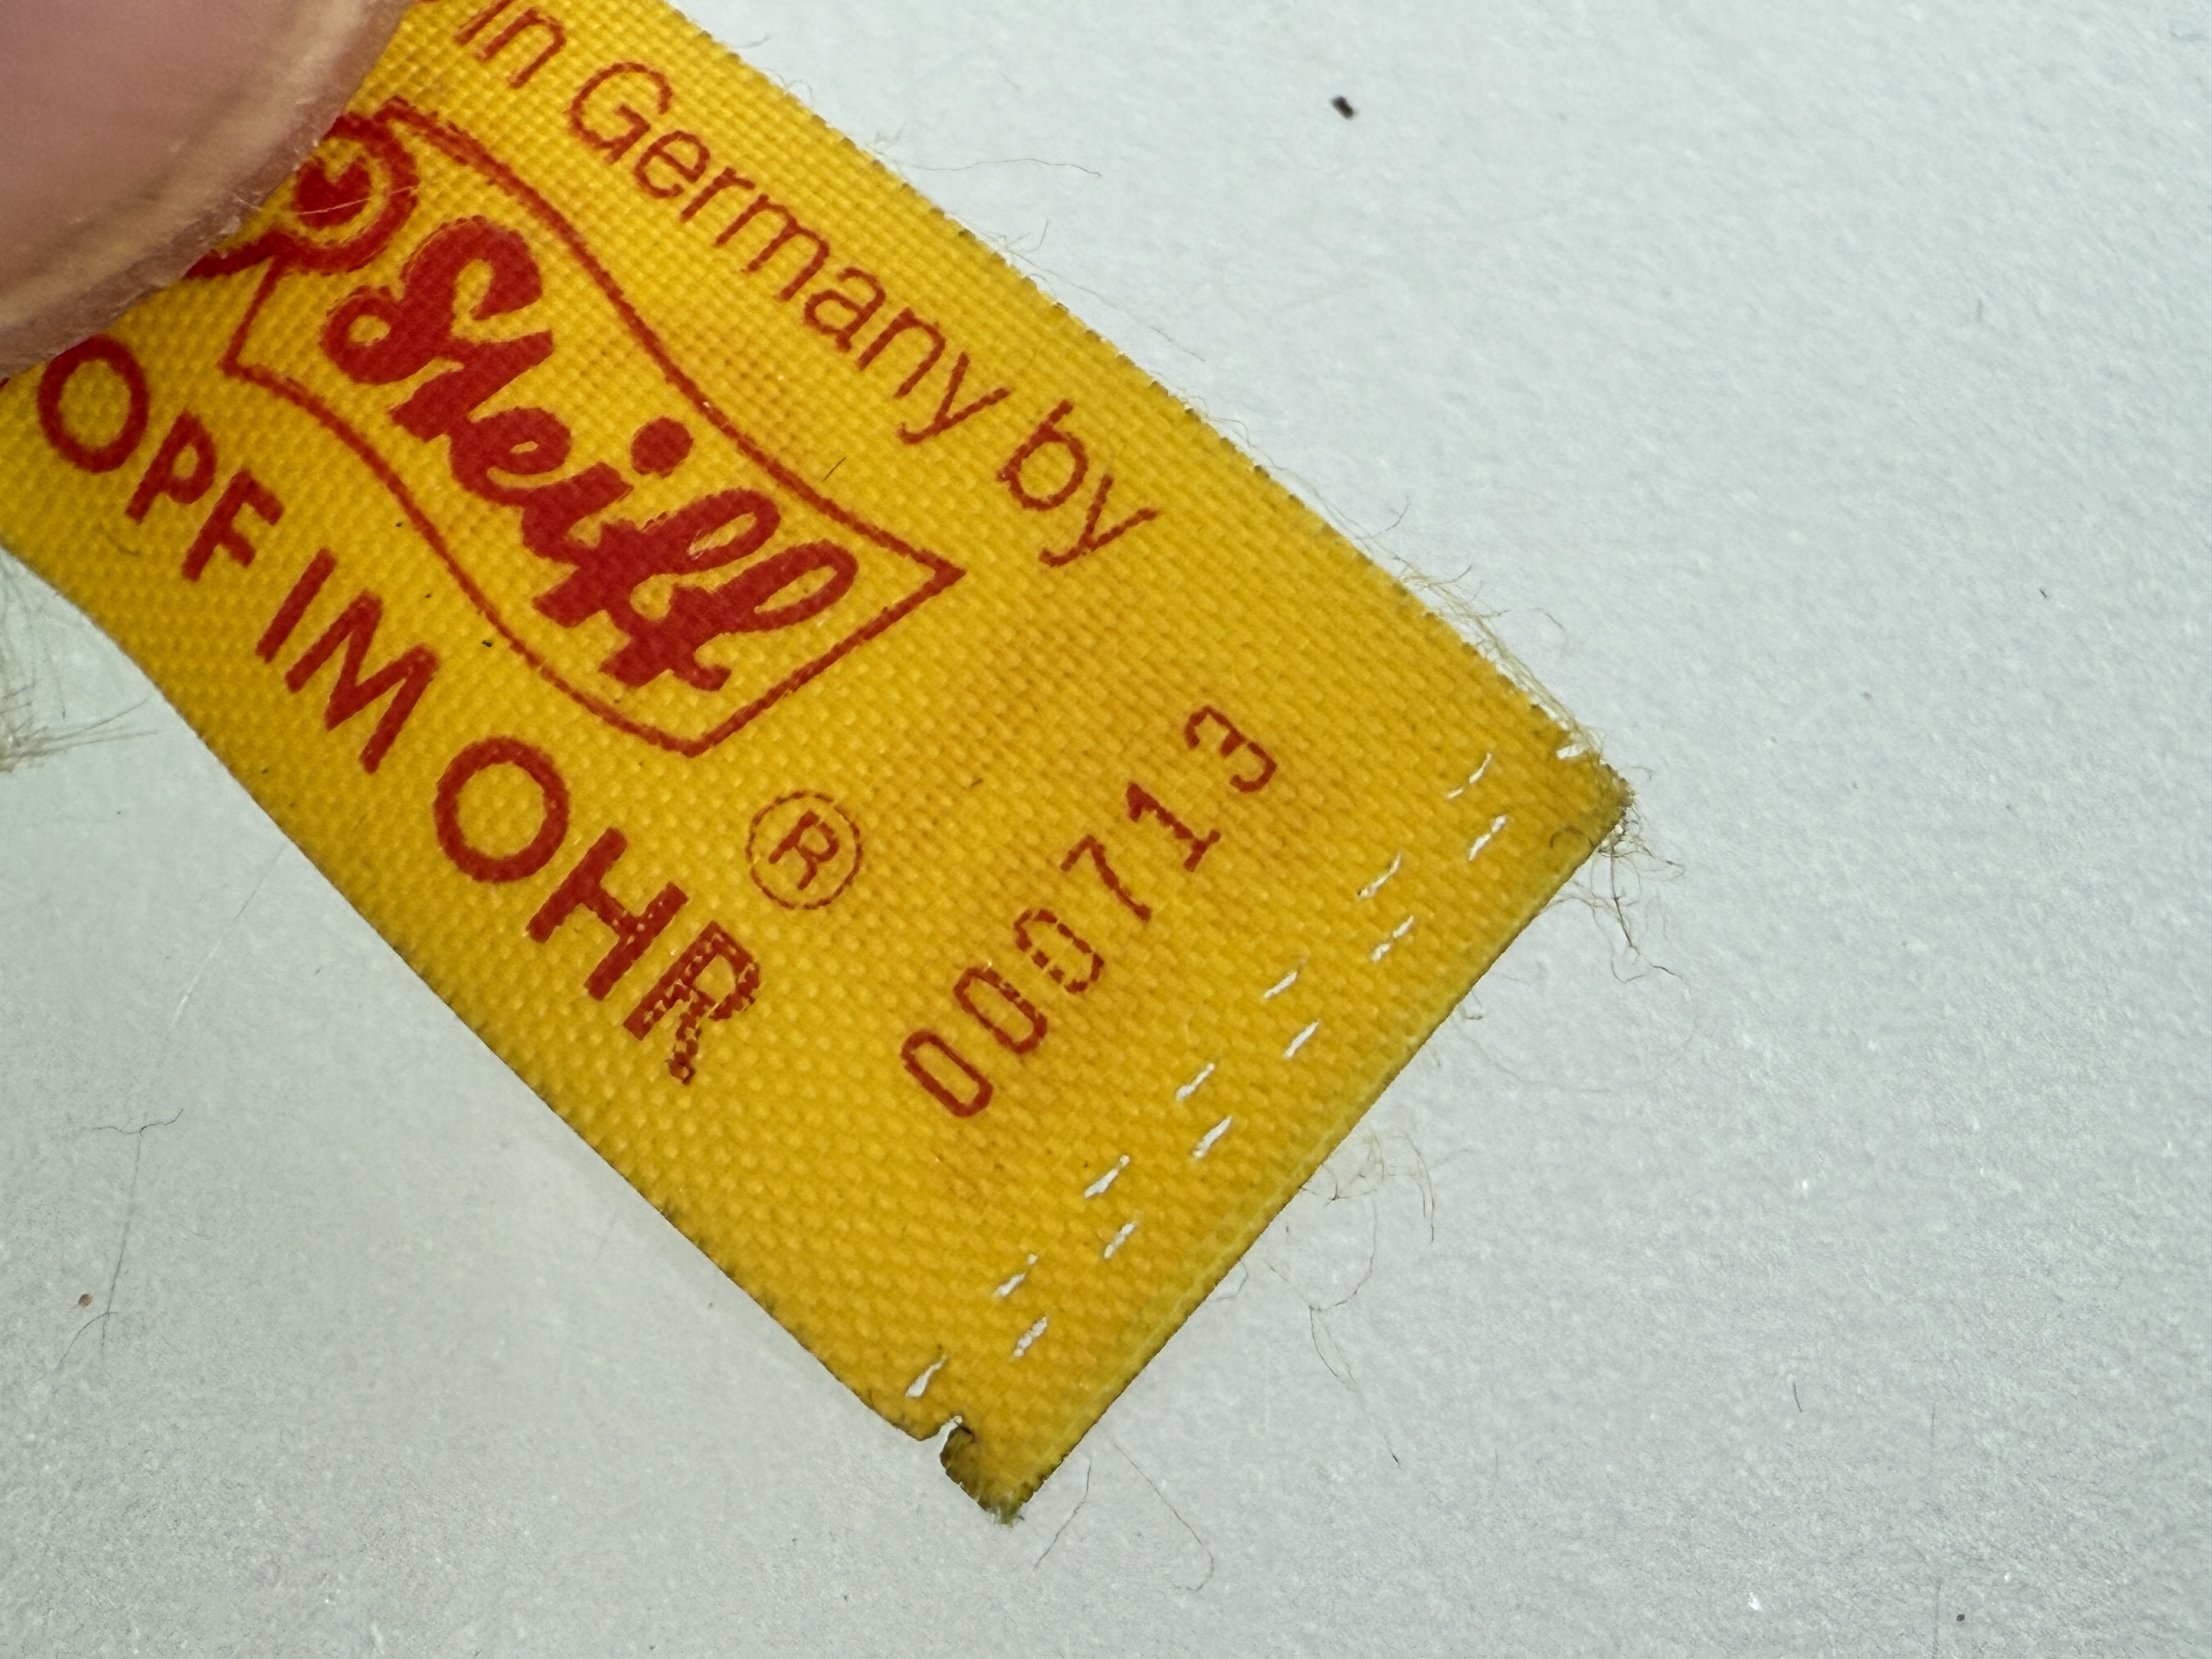 in Germany by
Steiff
OPF IM OHR ®
000713